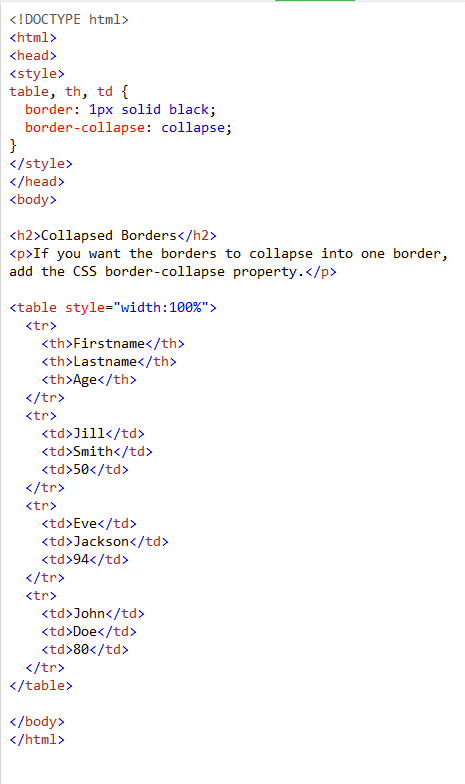 <!DOCTYPE html>
<html>
<head>
<style>
table, th, td {
  border: 1px solid black;
  border-collapse: collapse;
}
</style>
</head>
<body>

<h2>Collapsed Borders</h2>
<p>If you want the borders to collapse into one border,
add the CSS border-collapse property.</p>

<table style="width:100%">
  <tr>
    <th>Firstname</th>
    <th>Lastname</th>
    <th>Age</th>
  </tr>
  <tr>
    <td>Jill</td>
    <td>Smith</td>
    <td>50</td>
  </tr>
  <tr>
    <td>Eve</td>
    <td>Jackson</td>
    <td>94</td>
  </tr>
  <tr>
    <td>John</td>
    <td>Doe</td>
    <td>80</td>
  </tr>
</table>

</body>
</html>